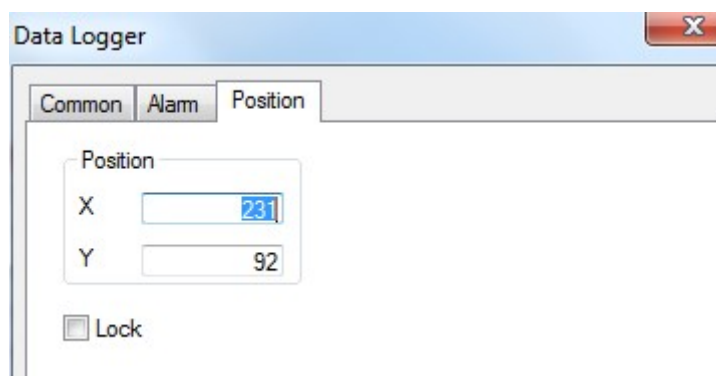 Data Logger
Common Alarm Position
Position
X 231
Y 92
Lock